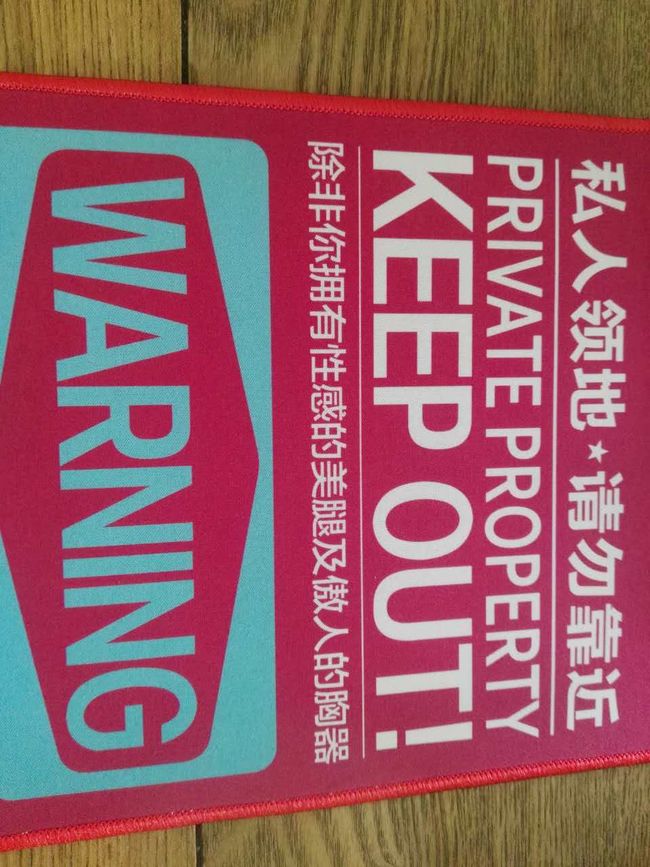 私人领地★请勿靠近
PRIVATE PROPERTY
KEEP OUT!
除非你拥有性感的美腿及傲人的胸器
WARNING